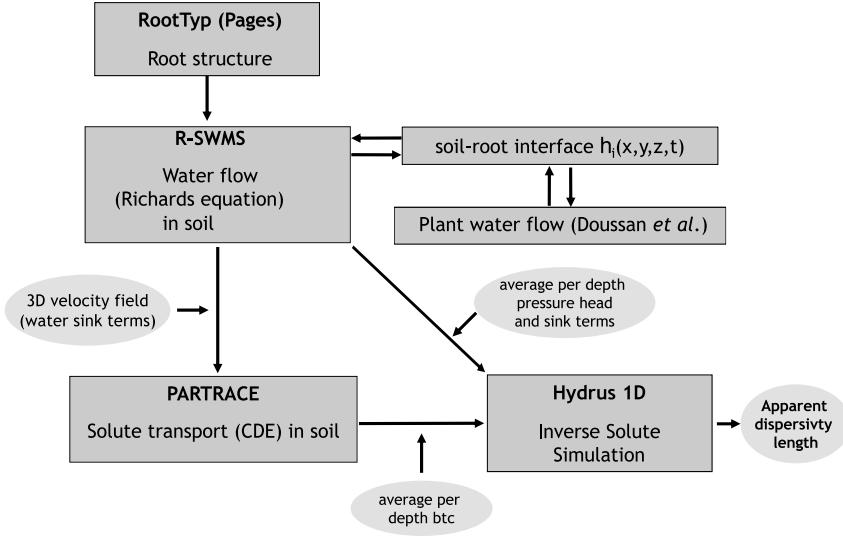 RootTyp (Pages)
Root structure
R-SWMS
Water flow
(Richards equation)
in soil
soil-root interface hi(x,y,z,t)
Plant water flow (Doussan et al.)
3D velocity field
(water sink terms)
average per depth
pressure head
and sink terms
PARTRACE
Solute transport (CDE) in soil
Hydrus 1D
Inverse Solute
Simulation
Apparent
dispersivty
length
average per
depth btc